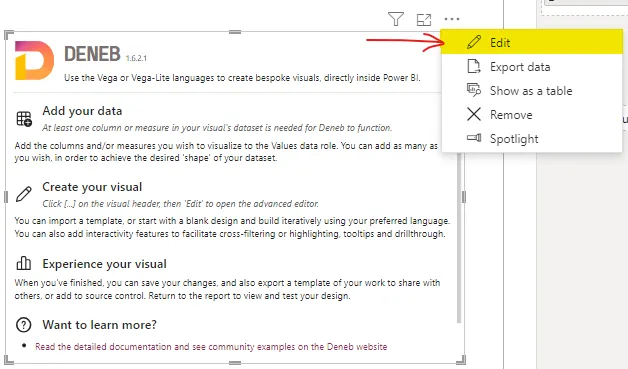 DENEB 1.6.2.1
Use the Vega or Vega-Lite languages to create bespoke visuals, directly inside Power BI.
Add your data
At least one column or measure in your visual's dataset is needed for Deneb to function.
Add the columns and/or measures you wish to visualize to the Values data role. You can add as many as
you wish, in order to achieve the desired 'shape' of your dataset.
Create your visual
Click [...] on the visual header, then 'Edit' to open the advanced editor.
You can import a template, or start with a blank design and build iteratively using your preferred language.
You can also add interactivity features to facilitate cross-filtering or highlighting, tooltips and drillthrough.
Experience your visual
When you've finished, you can save your changes, and also export a template of your work to share with
others, or add to source control. Return to the report to view and test your design.
Want to learn more?
• Read the detailed documentation and see community examples on the Deneb website
Edit
Export data
Show as a table
Remove
Spotlight